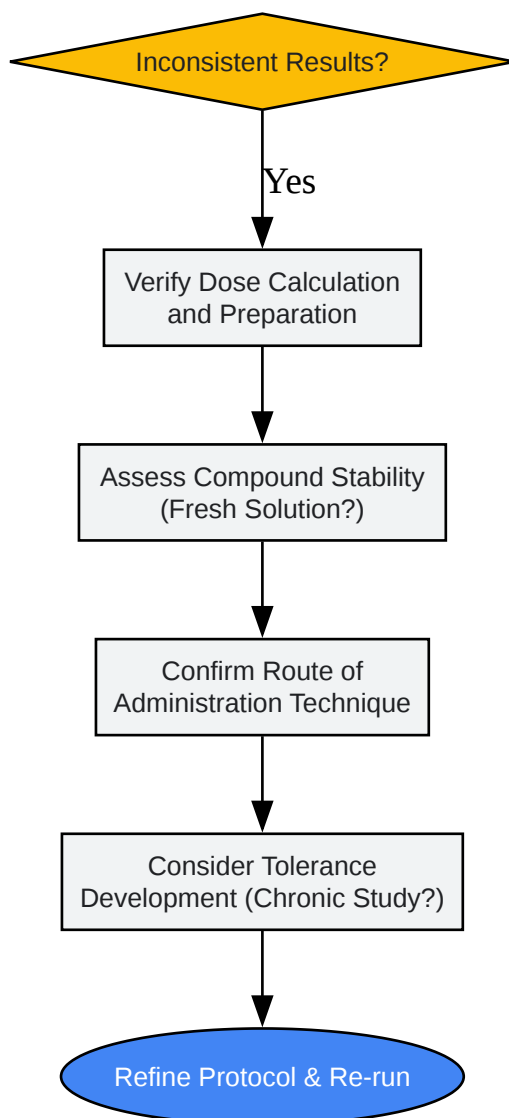 Inconsistent Results?
Yes
Verify Dose Calculation
and Preparation
Assess Compound Stability
(Fresh Solution?)
Confirm Route of
Administration Technique
Consider Tolerance
Development (Chronic Study?)
Refine Protocol & Re-run